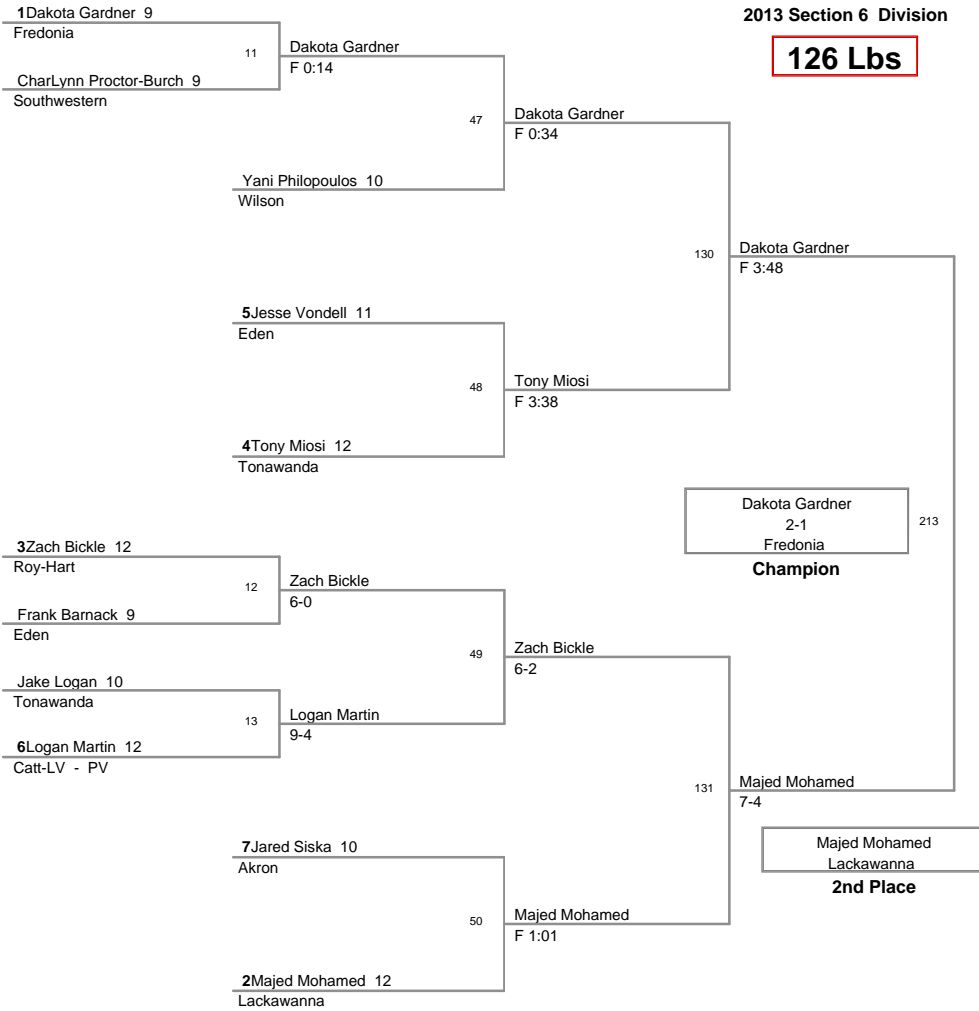 2013 Section 6 Division
126 Lbs
1Dakota Gardner 9
Fredonia
11
CharLynn Proctor-Burch 9
Southwestern
Dakota Gardner
F 0:14
47
Yani Philopoulos 10
Wilson
Dakota Gardner
F 0:34
130
5Jesse Vondell 11
Eden
48
4Tony Miosi 12
Tonawanda
Tony Miosi
F 3:38
Dakota Gardner
F 3:48
213
Dakota Gardner
2-1
Fredonia
Champion
3Zach Bickle 12
Roy-Hart
12
Frank Barnack 9
Eden
Zach Bickle
6-0
49
Jake Logan 10
Tonawanda
13
6Logan Martin 12
Catt-LV - PV
Logan Martin
9-4
Zach Bickle
6-2
131
7Jared Siska 10
Akron
50
2Majed Mohamed 12
Lackawanna
Majed Mohamed
F 1:01
Majed Mohamed
7-4
Majed Mohamed
Lackawanna
2nd Place